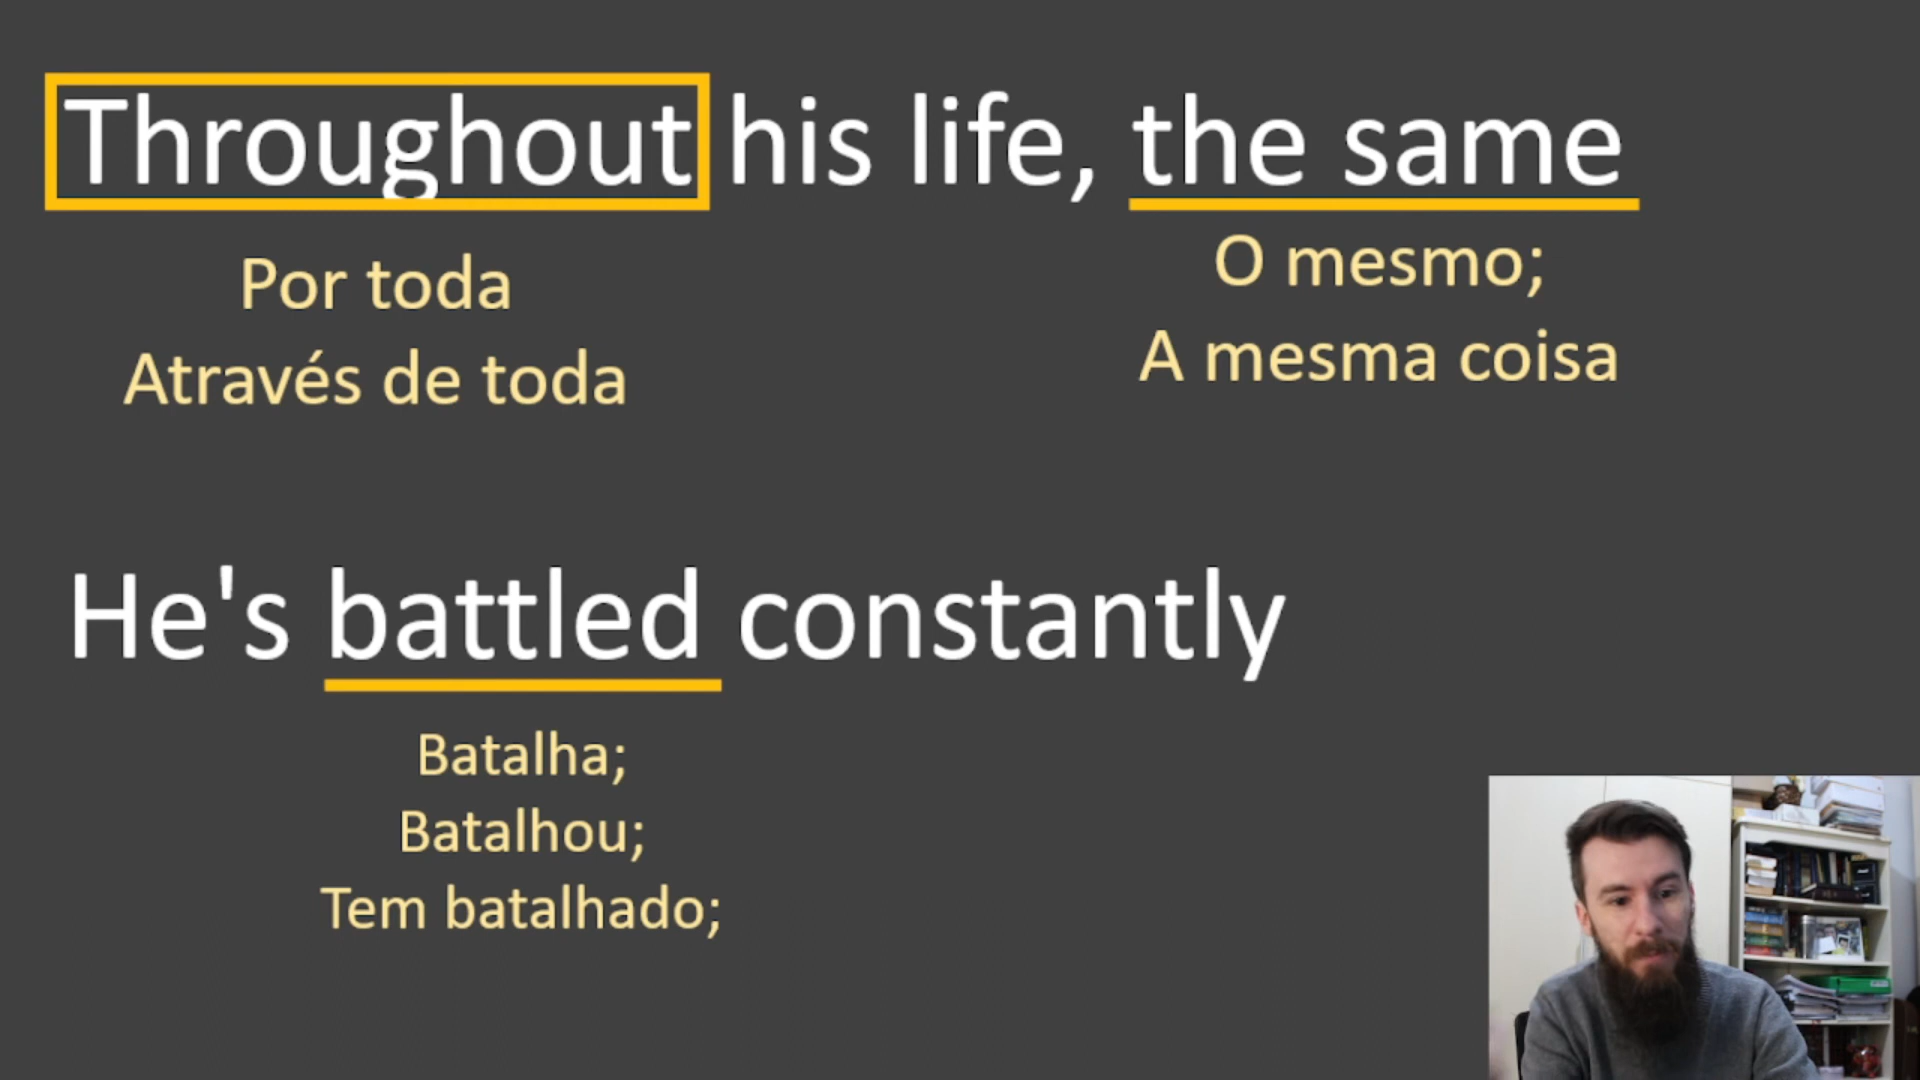 Throughout his life, the same
Por toda
Através de toda
O mesmo;
A mesma coisa
He's battled constantly
Batalha;
Batalhou;
Tem batalhado;